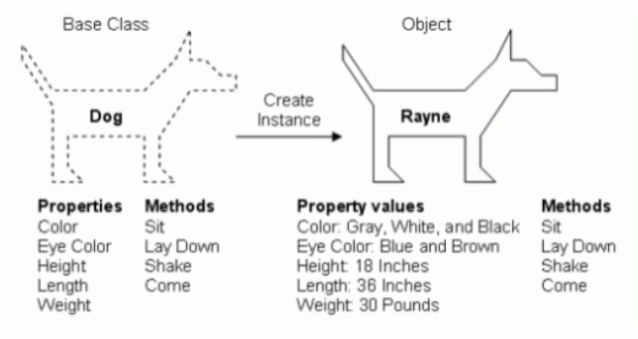 Base Class
Object
Dog
Create
Instance
Rayne
Properties Methods
Color Sit
Eye Color Lay Down
Height Shake
Length Come
Weight
Property values Methods
Color: Gray, White, and Black Sit
Eye Color: Blue and Brown Lay Down
Height: 18 Inches Shake
Length: 36 Inches Come
Weight: 30 Pounds